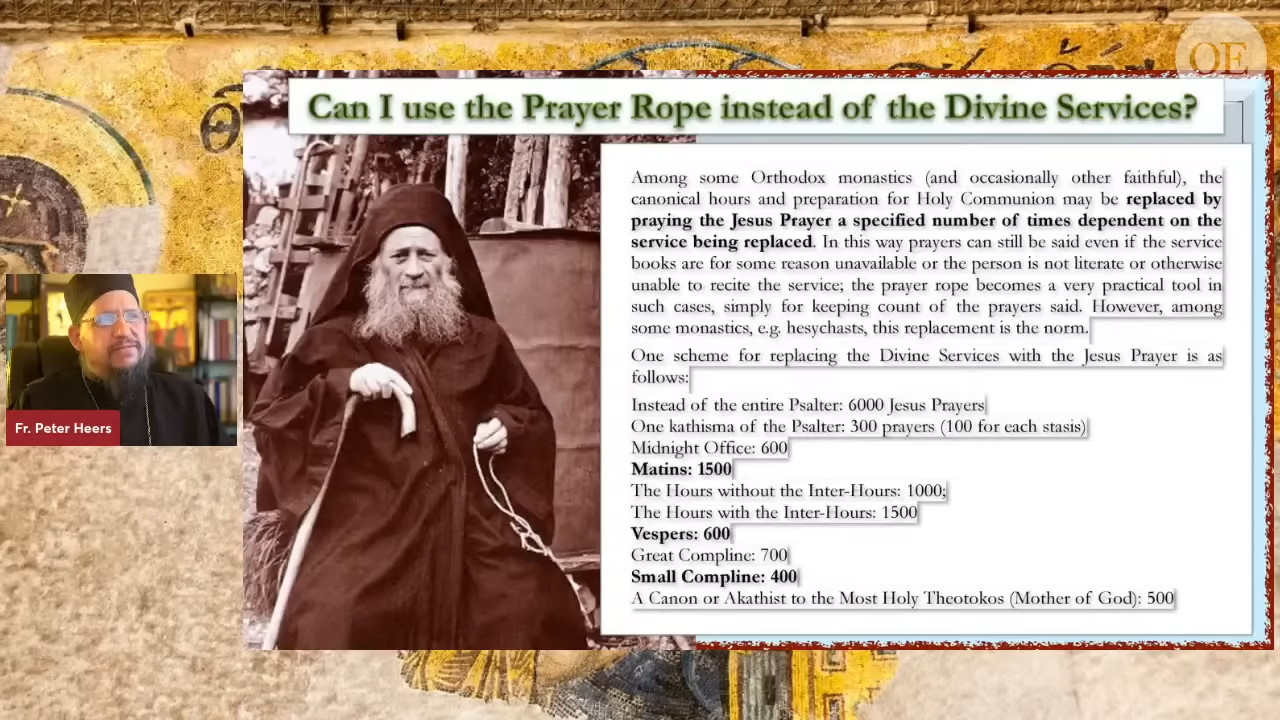 OE
Can I use the Prayer Rope instead of the Divine Services?
Among some Orthodox monastics (and occasionally other faithful), the
canonical hours and preparation for Holy Communion may be replaced by
praying the Jesus Prayer a specified number of times dependent on the
service being replaced. In this way prayers can still be said even if the service
books are for some reason unavailable or the person is not literate or otherwise
unable to recite the service; the prayer rope becomes a very practical tool in
such cases, simply for keeping count of the prayers said. However, among
some monastics, e.g. hesychasts, this replacement is the norm.
One scheme for replacing the Divine Services with the Jesus Prayer is as
follows:
Instead of the entire Psalter: 6000 Jesus Prayers
One kathisma of the Psalter: 300 prayers (100 for each stasis)
Midnight Office: 600
Matins: 1500
The Hours without the Inter-Hours: 1000;
The Hours with the Inter-Hours: 1500
Vespers: 600
Great Compline: 700
Small Compline: 400
A Canon or Akathist to the Most Holy Theotokos (Mother of God): 500
Fr. Peter Heers